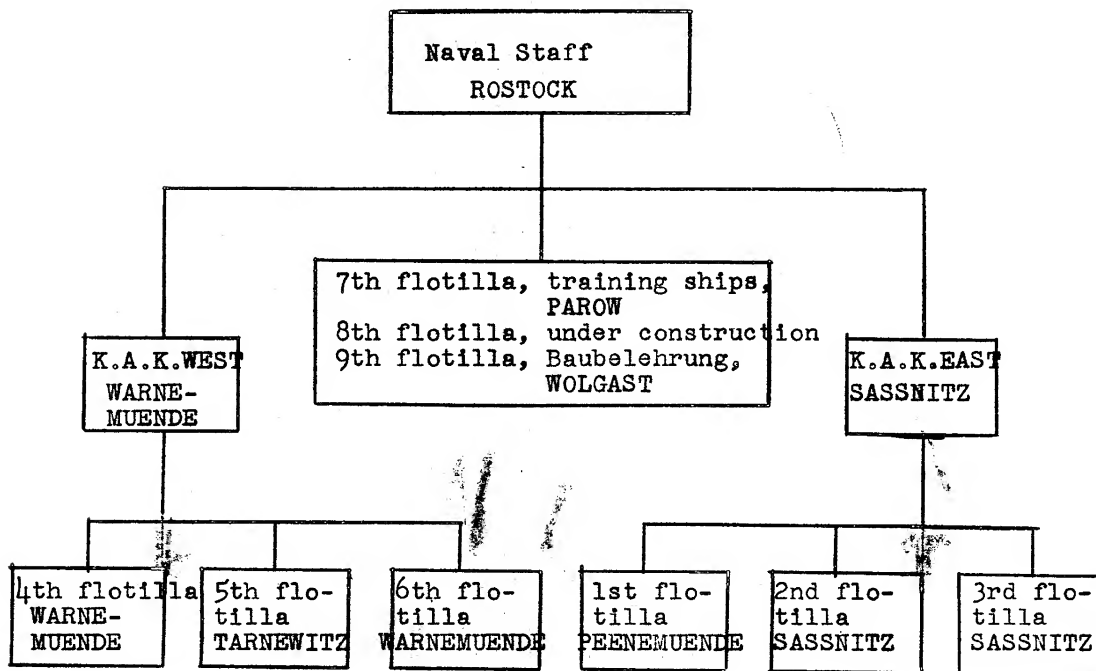 Naval Staff
ROSTOCK
7th flotilla, training ships,
PAROW
8th flotilla, under construction
9th flotilla, Baubelehrung,
WOLGAST
K.A.K.WEST
WARNE-
MUENDE
K.A.K.EAST
SASSNITZ
4th flotilla
WARNE-
MUENDE
5th flo-
tilla
TARNEWITZ
6th flo-
tilla
WARNEMUENDE
1st flo-
tilla
PEENEMUENDE
2nd flo-
tilla
SASSNITZ
3rd flo-
tilla
SASSNITZ